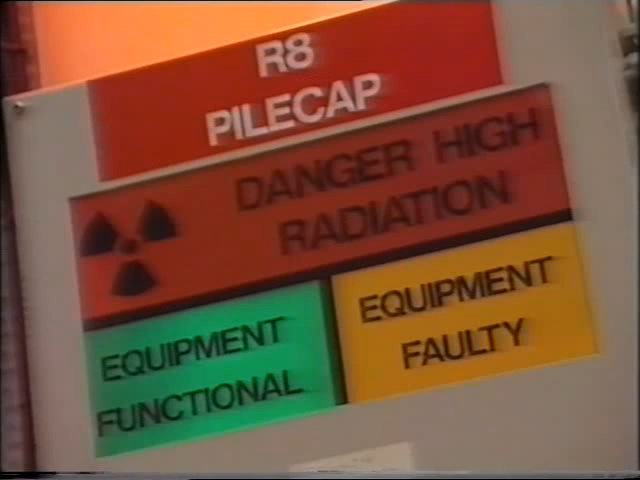 R8
PILECAP
DANGER HIGH
RADIATION
EQUIPMENT
FUNCTIONAL
EQUIPMENT
FAULTY